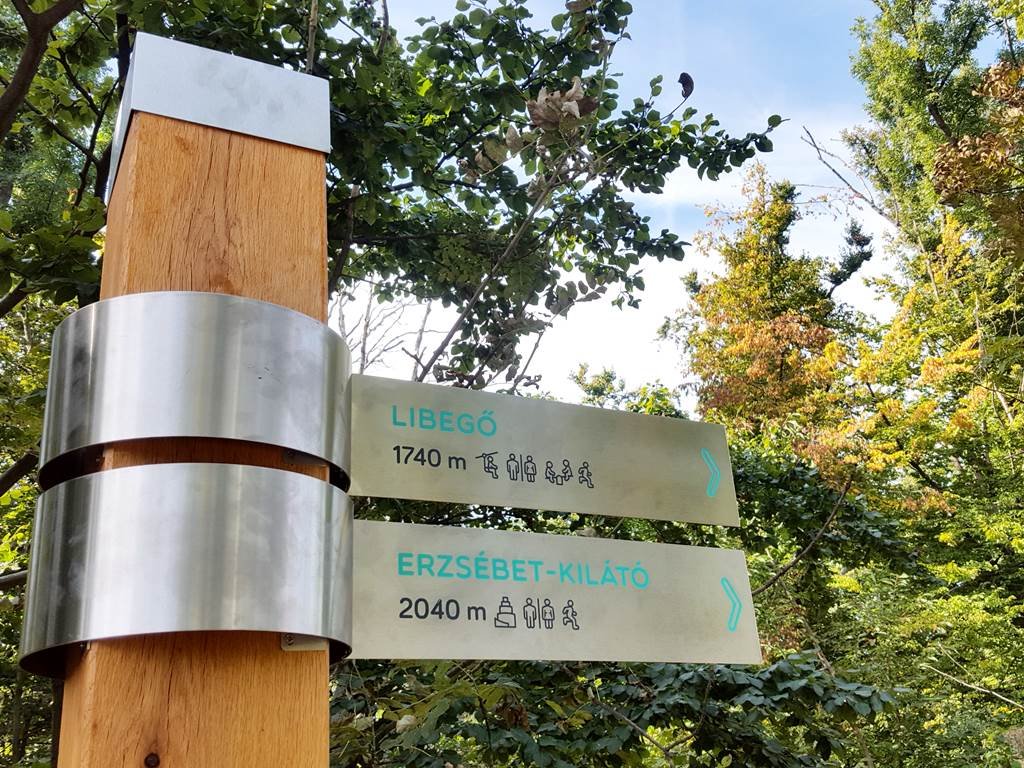 LIBEGŐ
1740 m
ERZSÉBET-KILÁTÓ
2040 m